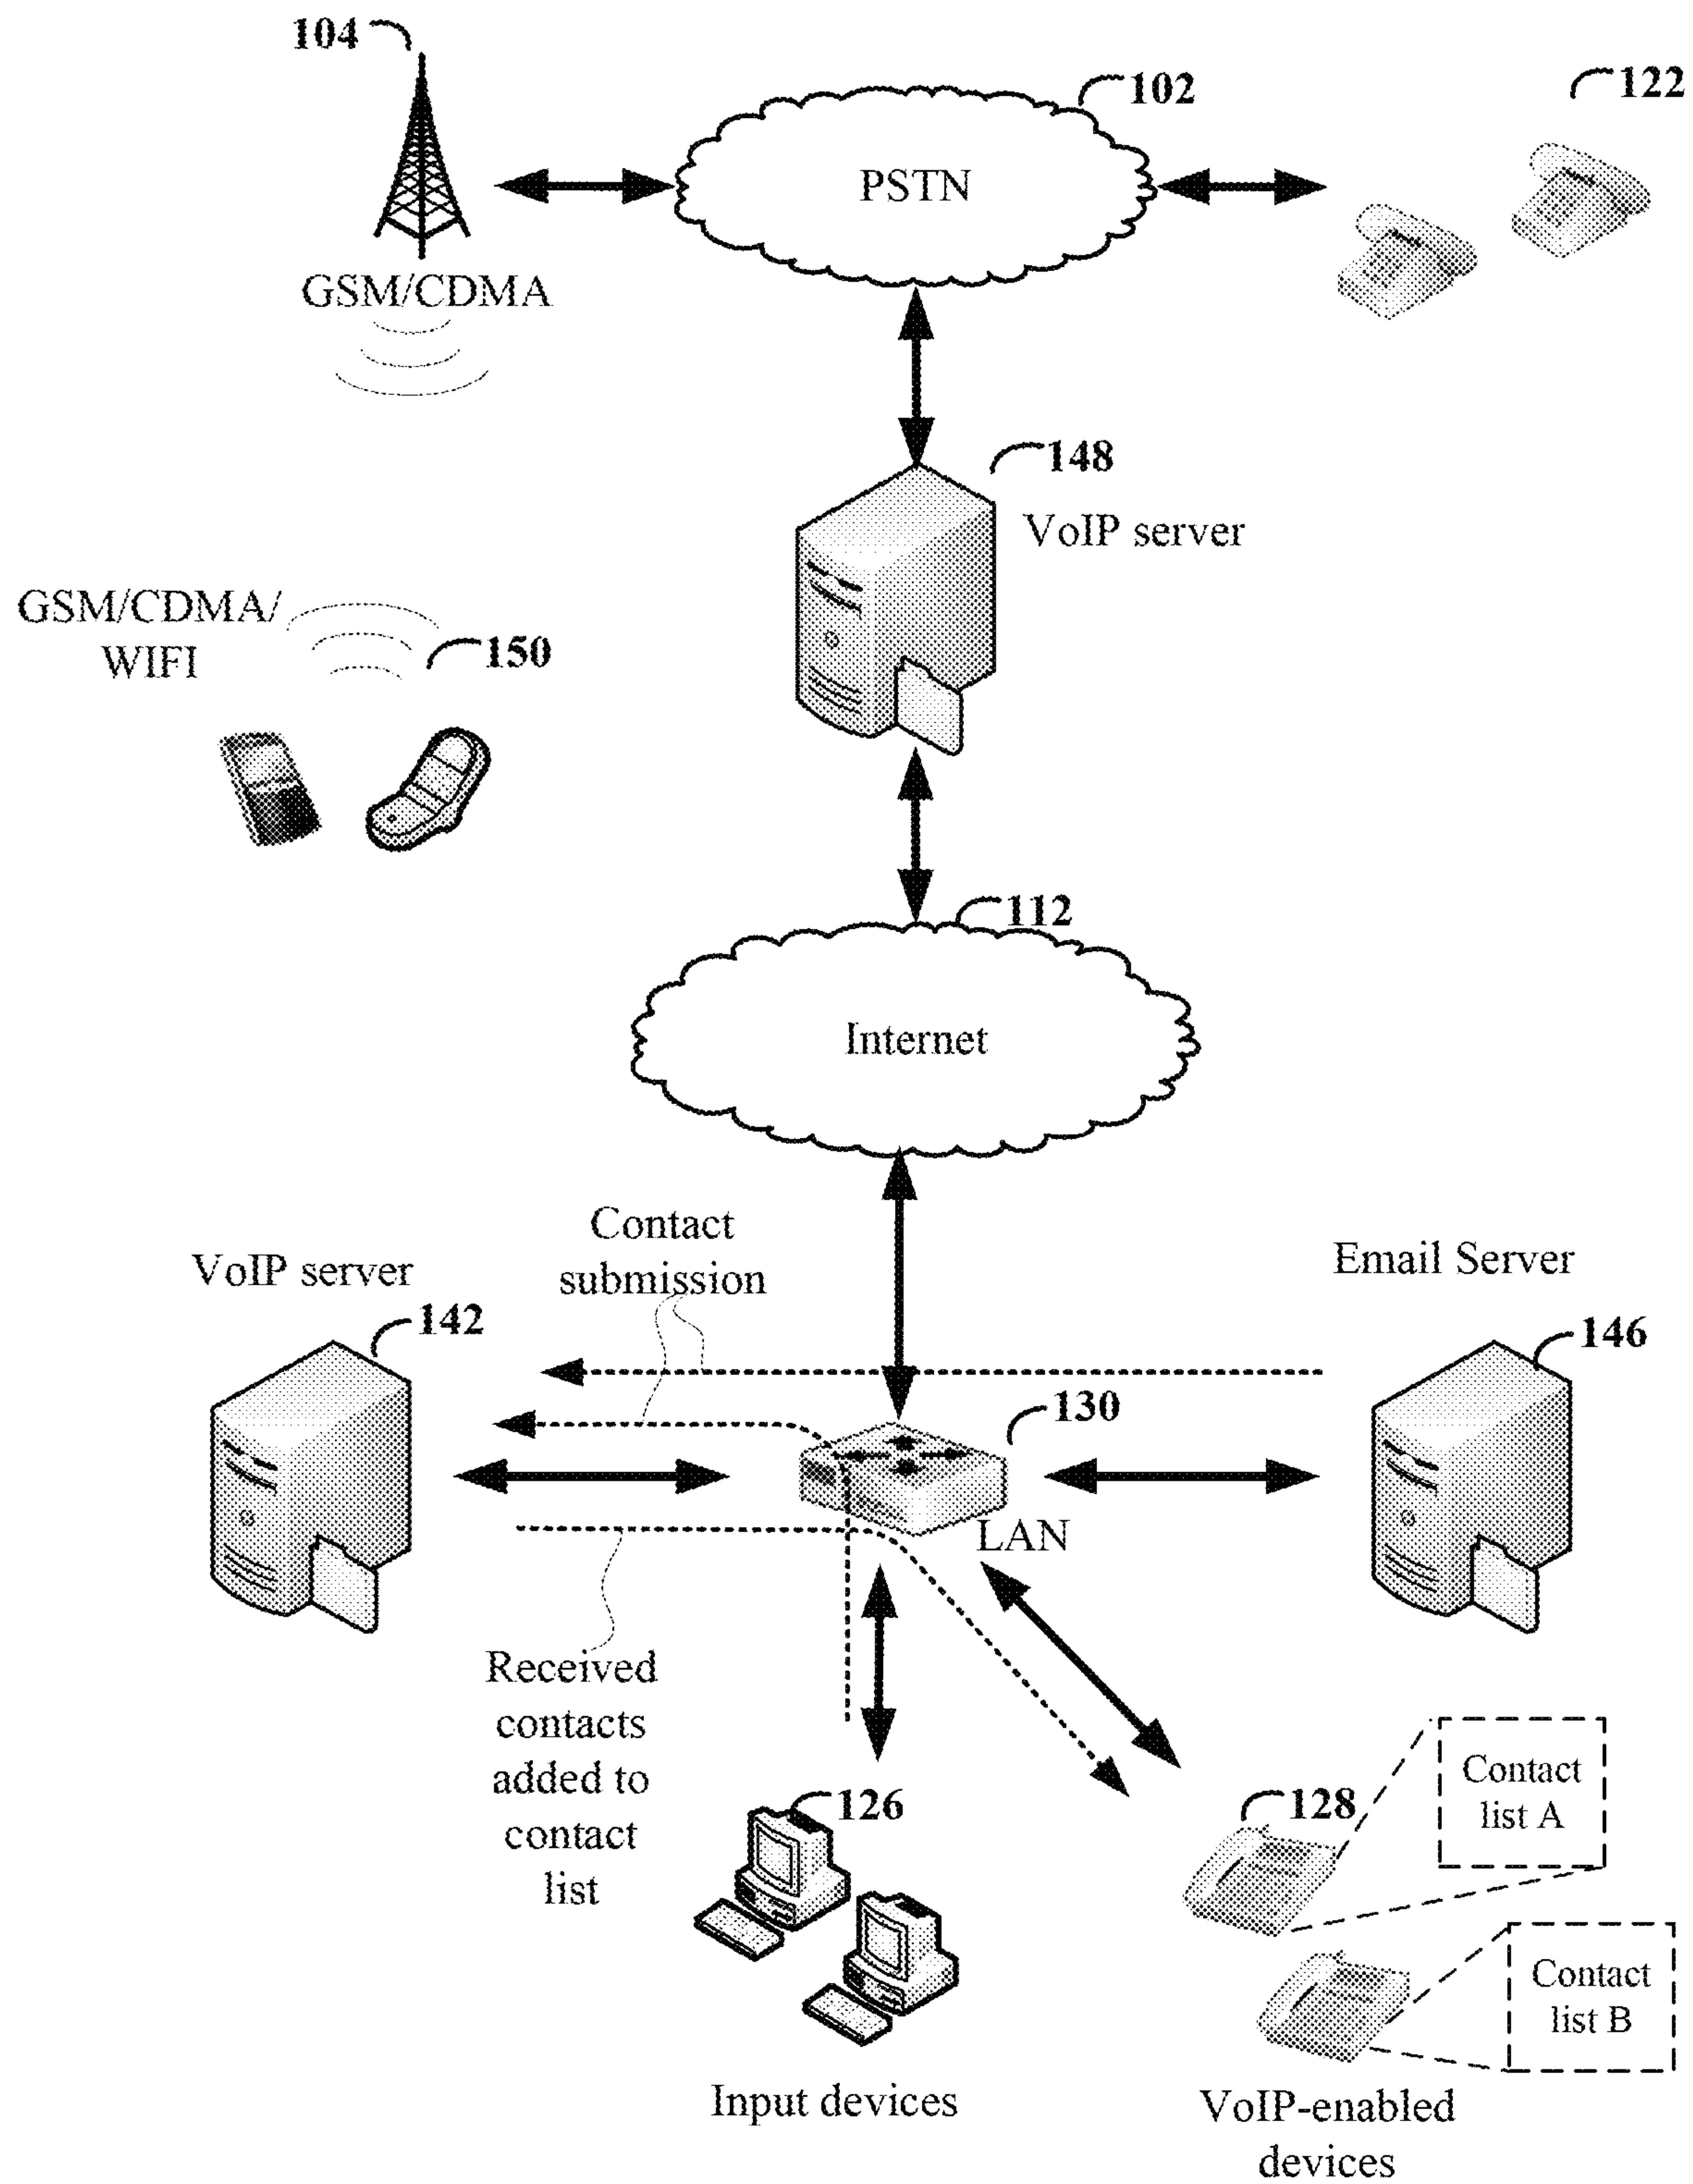 104
102
122
PSTN
GSM/CDMA
148
VoIP server
GSM/CDMA/
WIFI
150
112
Internet
Contact
submission
VoIP server
142
Email Server
146
130
LAN
Received
contacts
added to
contact
list
126
128
Contact
list A
Contact
list B
Input devices
VoIP-enabled
devices